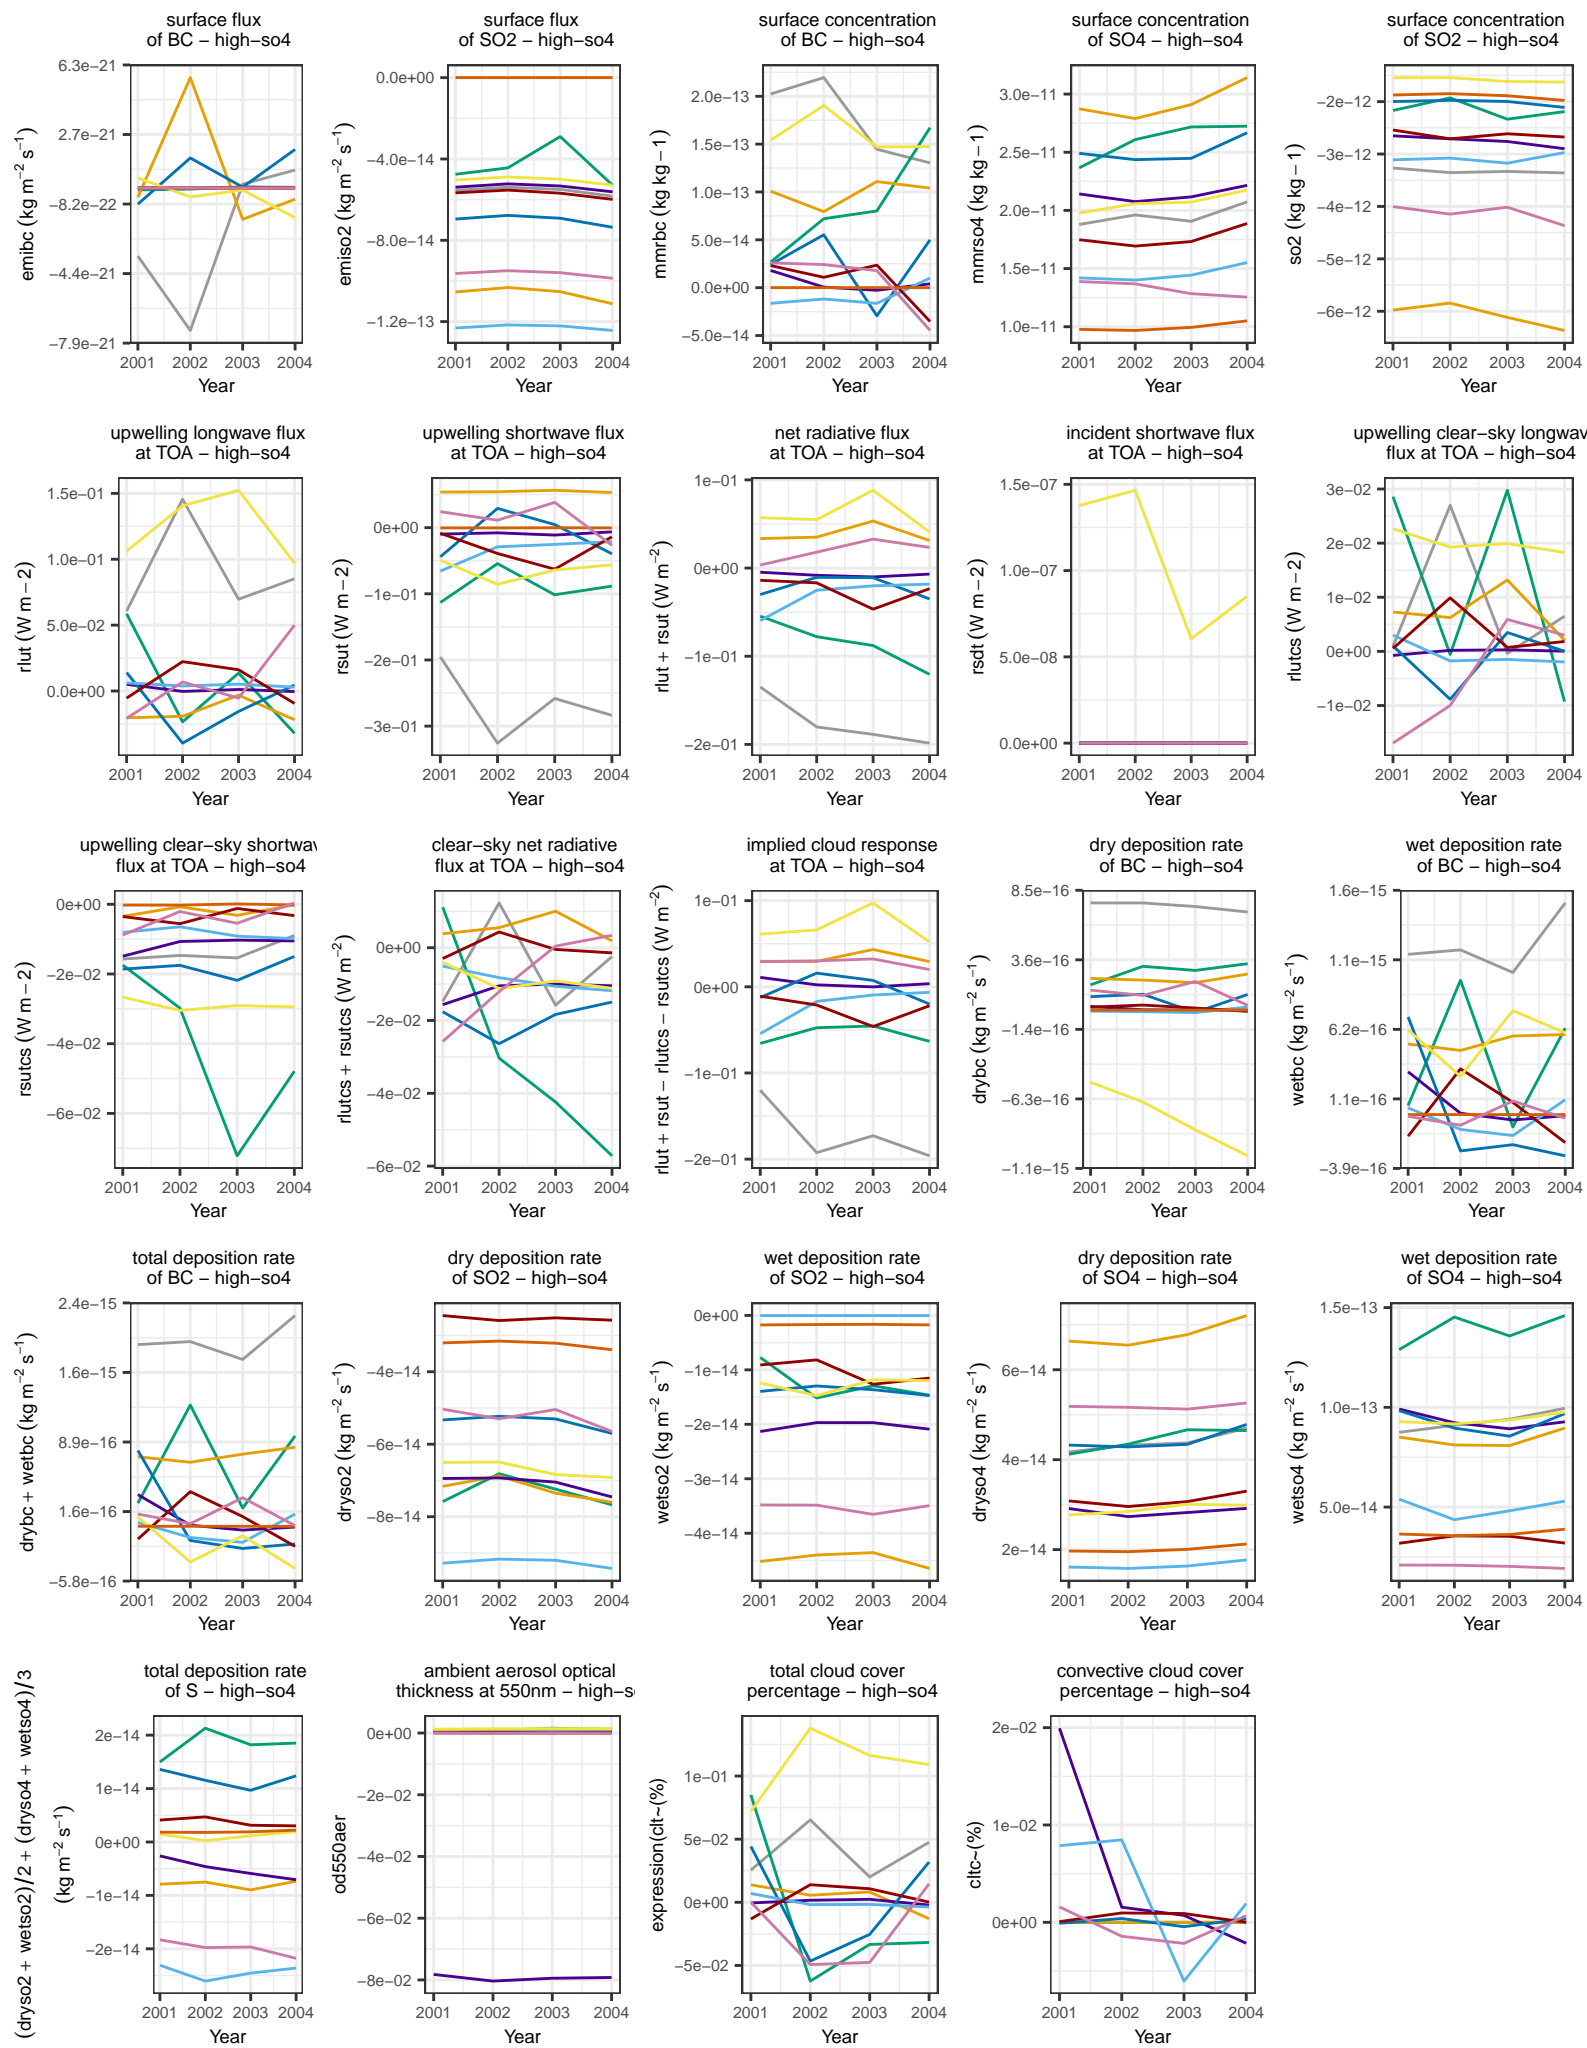 surface flux
of BC − high−so4
surface flux
of SO2 − high−so4
surface concentration
of BC − high−so4
surface concentration
of SO4 − high−so4
surface concentration
of SO2 − high−so4
emibc (kg m−2 s−1)
6.3e−21
2.7e−21
−8.2e−22
−4.4e−21
−7.9e−21
2001 2002 2003 2004
Year
emiso2 (kg m−2 s−1)
0.0e+00
−4.0e−14
−8.0e−14
−1.2e−13
2001 2002 2003 2004
Year
mmrbc (kg kg−1)
2.0e−13
1.5e−13
1.0e−13
5.0e−14
0.0e+00
−5.0e−14
2001 2002 2003 2004
Year
mmrso4 (kg kg−1)
3.0e−11
2.5e−11
2.0e−11
1.5e−11
1.0e−11
2001 2002 2003 2004
Year
so2 (kg kg−1)
−2e−12
−3e−12
−4e−12
−5e−12
−6e−12
2001 2002 2003 2004
Year
upwelling longwave flux
at TOA − high−so4
upwelling shortwave flux
at TOA − high−so4
net radiative flux
at TOA − high−so4
incident shortwave flux
at TOA − high−so4
upwelling clear−sky longwav
flux at TOA − high−so4
rlut (W m−2)
1.5e−01
1.0e−01
5.0e−02
0.0e+00
2001 2002 2003 2004
Year
rsut (W m−2)
0e+00
−1e−01
−2e−01
−3e−01
2001 2002 2003 2004
Year
rlut + rsut (W m−2)
1e−01
0e+00
−1e−01
−2e−01
2001 2002 2003 2004
Year
rsdt (W m−2)
1.5e−07
1.0e−07
5.0e−08
0.0e+00
2001 2002 2003 2004
Year
rlutcs (W m−2)
3e−02
2e−02
1e−02
0e+00
−1e−02
2001 2002 2003 2004
Year
upwelling clear−sky shortwav
flux at TOA − high−so4
clear−sky net radiative
flux at TOA − high−so4
implied cloud response
at TOA − high−so4
dry deposition rate
of BC − high−so4
wet deposition rate
of BC − high−so4
rsutcs (W m−2)
0e+00
−2e−02
−4e−02
−6e−02
2001 2002 2003 2004
Year
rlutcs + rsutcs (W m−2)
0e+00
−2e−02
−4e−02
−6e−02
2001 2002 2003 2004
Year
rlut + rsut − rlutcs − rsutcs (W m−2)
1e−01
0e+00
−1e−01
−2e−01
2001 2002 2003 2004
Year
drybc (kg m−2 s−1)
8.5e−16
3.6e−16
−1.4e−16
−6.3e−16
−1.1e−15
2001 2002 2003 2004
Year
wetbc (kg m−2 s−1)
1.6e−15
1.1e−15
6.2e−16
1.1e−16
−3.9e−16
2001 2002 2003 2004
Year
total deposition rate
of BC − high−so4
dry deposition rate
of SO2 − high−so4
wet deposition rate
of SO2 − high−so4
dry deposition rate
of SO4 − high−so4
wet deposition rate
of SO4 − high−so4
drybc + wetbc (kg m−2 s−1)
2.4e−15
1.6e−15
8.9e−16
1.6e−16
−5.8e−16
2001 2002 2003 2004
Year
dryso2 (kg m−2 s−1)
−4e−14
−6e−14
−8e−14
2001 2002 2003 2004
Year
wetso2 (kg m−2 s−1)
0e+00
−1e−14
−2e−14
−3e−14
−4e−14
2001 2002 2003 2004
Year
dryso4 (kg m−2 s−1)
6e−14
4e−14
2e−14
2001 2002 2003 2004
Year
wetso4 (kg m−2 s−1)
1.5e−13
1.0e−13
5.0e−14
2001 2002 2003 2004
Year
total deposition rate
of S − high−so4
ambient aerosol optical
thickness at 550nm − high−s
total cloud cover
percentage − high−so4
convective cloud cover
percentage − high−so4
(dryso2 + wetso2)/2 + (dryso4 + wetso4)/3
(kg m−2 s−1)
2e−14
1e−14
0e+00
−1e−14
−2e−14
2001 2002 2003 2004
Year
od550aer
0e+00
−2e−02
−4e−02
−6e−02
−8e−02
2001 2002 2003 2004
Year
expression(clt~(%)
1e−01
5e−02
0e+00
−5e−02
2001 2002 2003 2004
Year
cltc~(%)
2e−02
1e−02
0e+00
2001 2002 2003 2004
Year